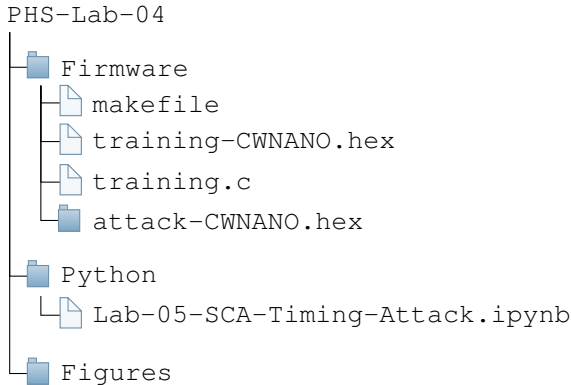 PHS-Lab-04
Firmware
makefile
training-CWNANO.hex
training.c
attack-CWNANO.hex
Python
Lab-05-SCA-Timing-Attack.ipynb
Figures